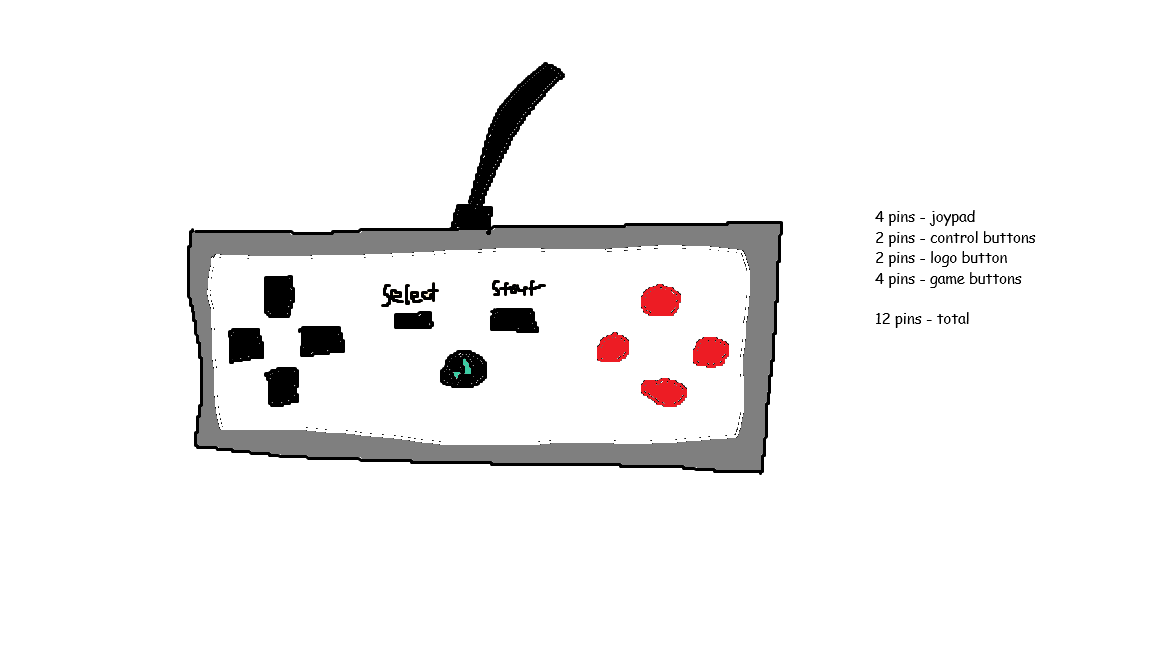 Select
Start
4 pins - joypad
2 pins - control buttons
2 pins - logo button
4 pins - game buttons
12 pins - total